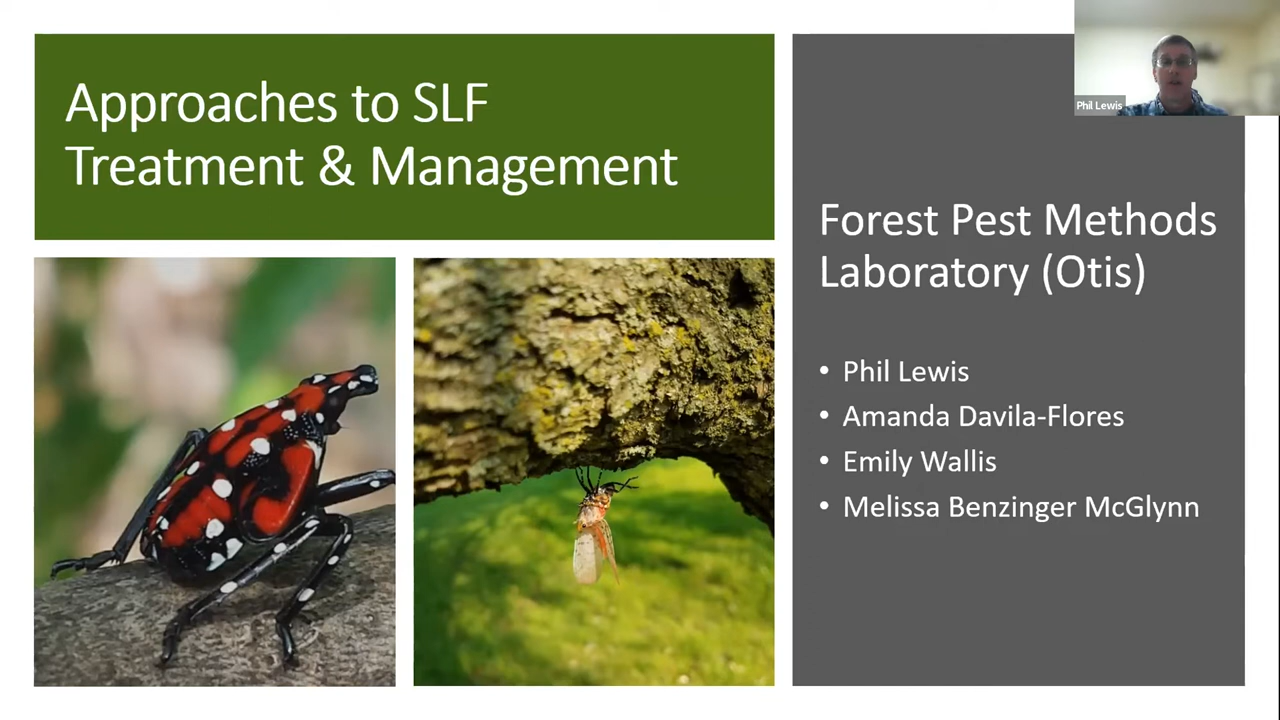 Approaches to SLF
Treatment & Management
Phil Lewis
Forest Pest Methods
Laboratory (Otis)
• Phil Lewis
• Amanda Davila-Flores
• Emily Wallis
• Melissa Benzinger McGlynn